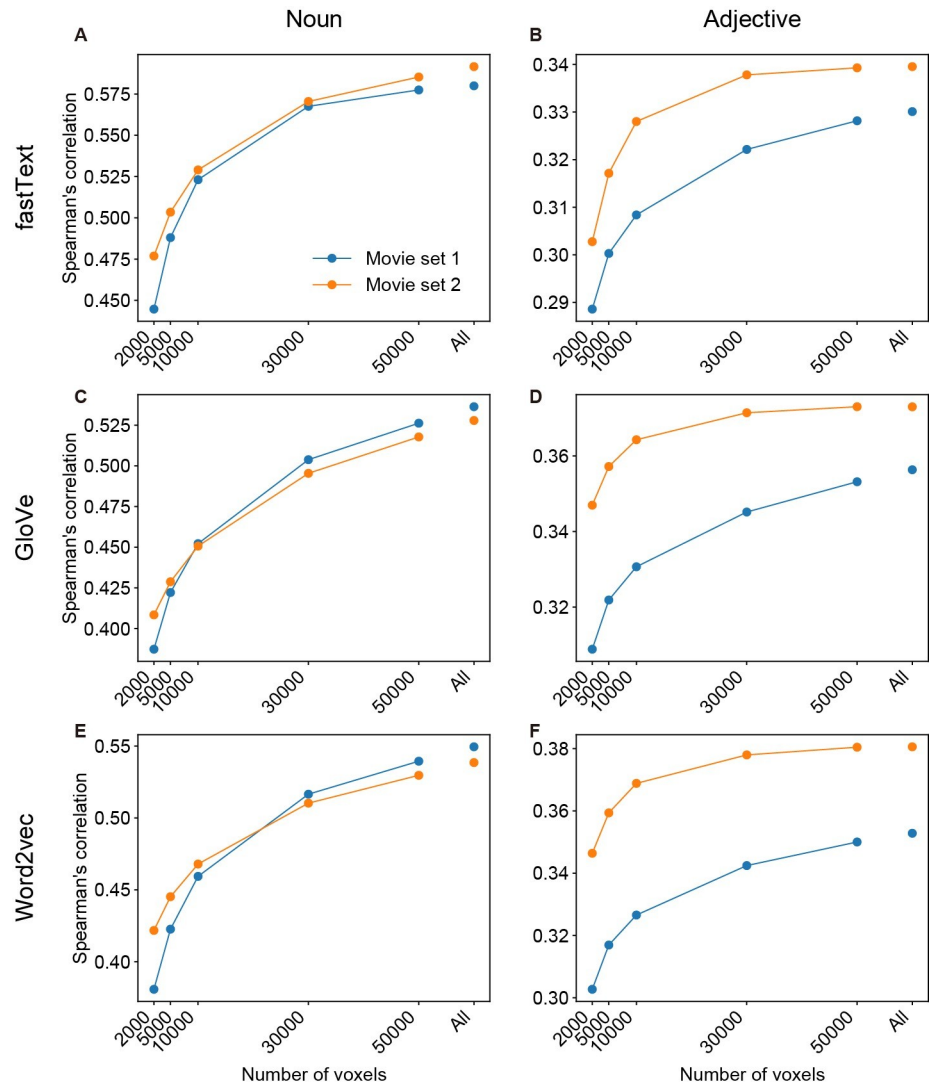 Noun
Adjective
A
B
fastText
Spearman's correlation
0.575
0.550
0.525
0.500
0.475
0.450
Movie set 1
Movie set 2
2000
5000
10000
30000
50000
All
0.34
0.33
0.32
0.31
0.30
0.29
2000
5000
10000
30000
50000
All
C
D
GloVe
Spearman's correlation
0.525
0.500
0.475
0.450
0.425
0.400
2000
5000
10000
30000
50000
All
0.36
0.34
0.32
2000
5000
10000
30000
50000
All
E
F
Word2vec
Spearman's correlation
0.55
0.50
0.45
0.40
2000
5000
10000
30000
50000
All
Number of voxels
0.38
0.36
0.34
0.32
0.30
2000
5000
10000
30000
50000
All
Number of voxels